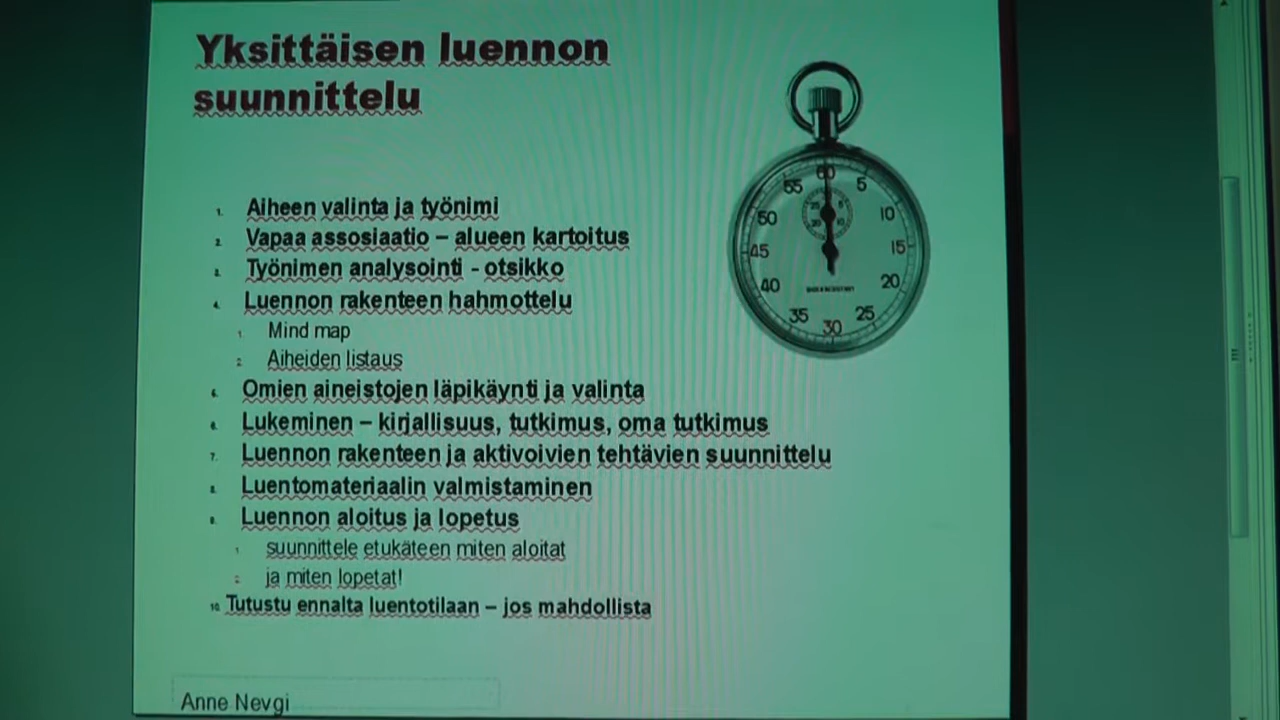 Yksittäisen luennon
suunnittelu
1. Aiheen valinta ja työnimi
2. Vapaa assosiaatio – alueen kartoitus
3. Työnimen analysointi - otsikko
4. Luennon rakenteen hahmottelu
1. Mind map
2. Aiheiden listaus
5. Omien aineistojen läpikäynti ja valinta
6. Lukeminen – kirjallisuus, tutkimus, oma tutkimus
7. Luennon rakenteen ja aktivoivien tehtävien suunnittelu
8. Luentomateriaalin valmistaminen
9. Luennon aloitus ja lopetus
1. suunnittele etukäteen miten aloitat
2. ja miten lopetat!
10. Tutustu ennalta luentotilaan – jos mahdollista
Anne Nevgi
60
5
10
15
20
25
30
35
40
45
50
55